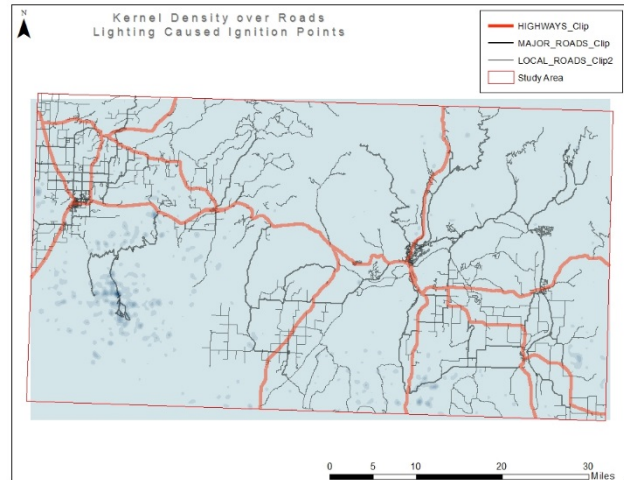 Kernel Density over Roads
Lighting Caused Ignition Points
N
HIGHWAYS_Clip
MAJOR_ROADS_Clip
LOCAL_ROADS_Clip2
Study Area
0 5 10 20 30
Miles